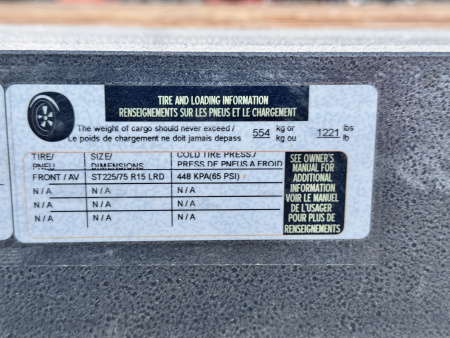 TIRE AND LOADING INFORMATION
RENSEIGNEMENTS SUR LES PNEUS ET LE CHARGEMENT
The weight of cargo should never exceed / 554 kg or 1221 lbs
Le poids de chargement ne doit jamais depass kg ou lb
TIRE/ SIZE/ COLD TIRE PRESS/
PNEU DIMENSIONS PRESS DE PNEUS A FROID
FRONT / AV ST225/75 R15 LRD 448 KPA(65 PSI)
N/A N/A N/A
N/A N/A N/A
N/A N/A N/A
SEE OWNER'S
MANUAL FOR
ADDITIONAL
INFORMATION
VOIR LE MANUEL
DE L'USAGER
POUR PLUS DE
RENSEIGNEMENTS